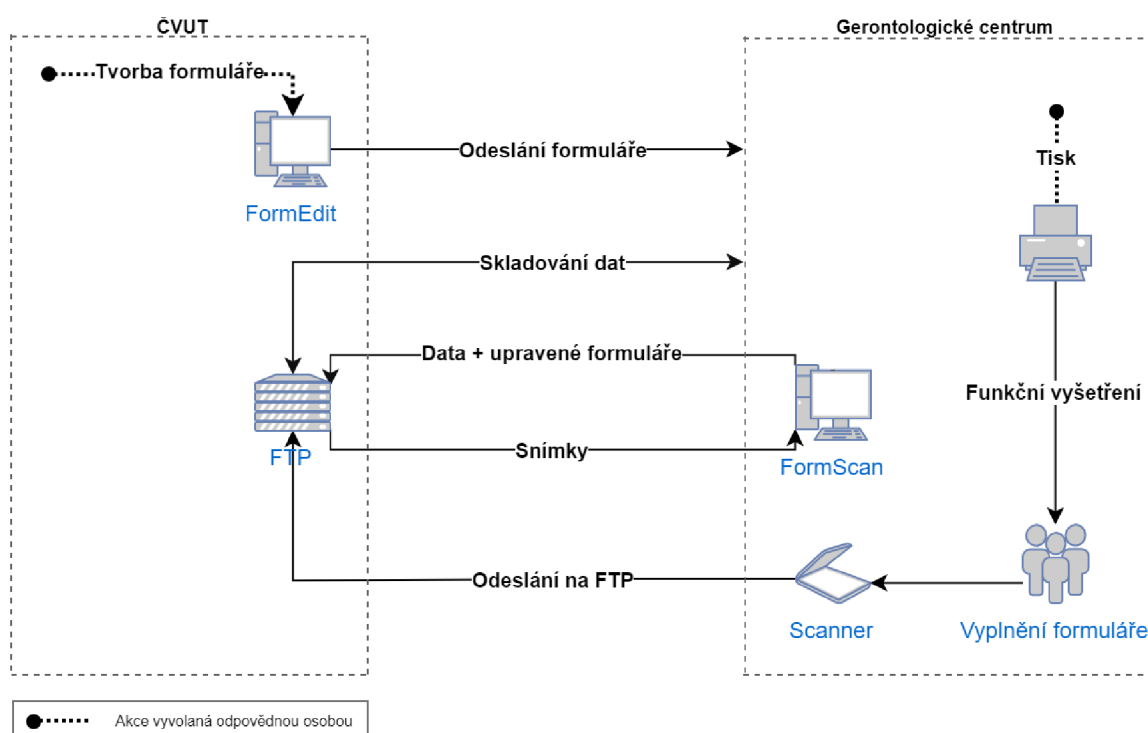 ČVUT
Gerontologické centrum
Tvorba formuláře
Odeslání formuláře
Tisk
FormEdit
Skladování dat
Data + upravené formuláře
Funkční vyšetření
Snímky
FTP
FormScan
Odeslání na FTP
Scanner
Vyplnění formuláře
Akce vyvolaná odpovědnou osobou